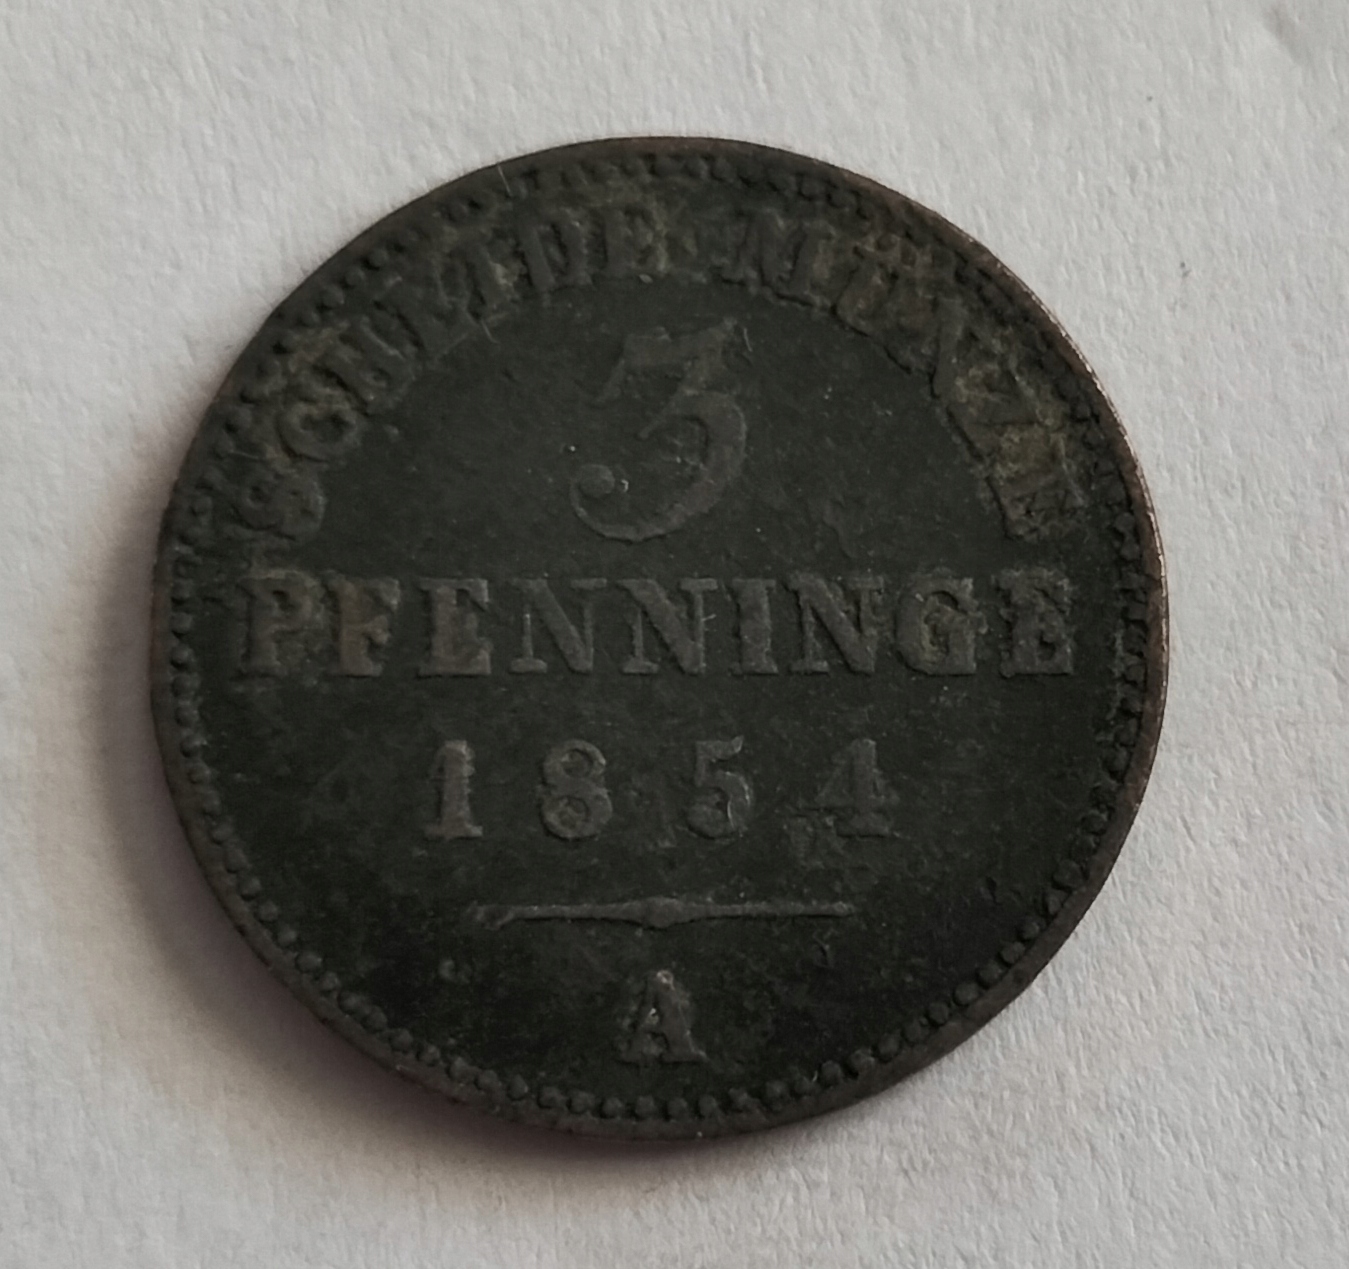 SCHEIDE MÜNZE
3
PFENNINGE
1854
A